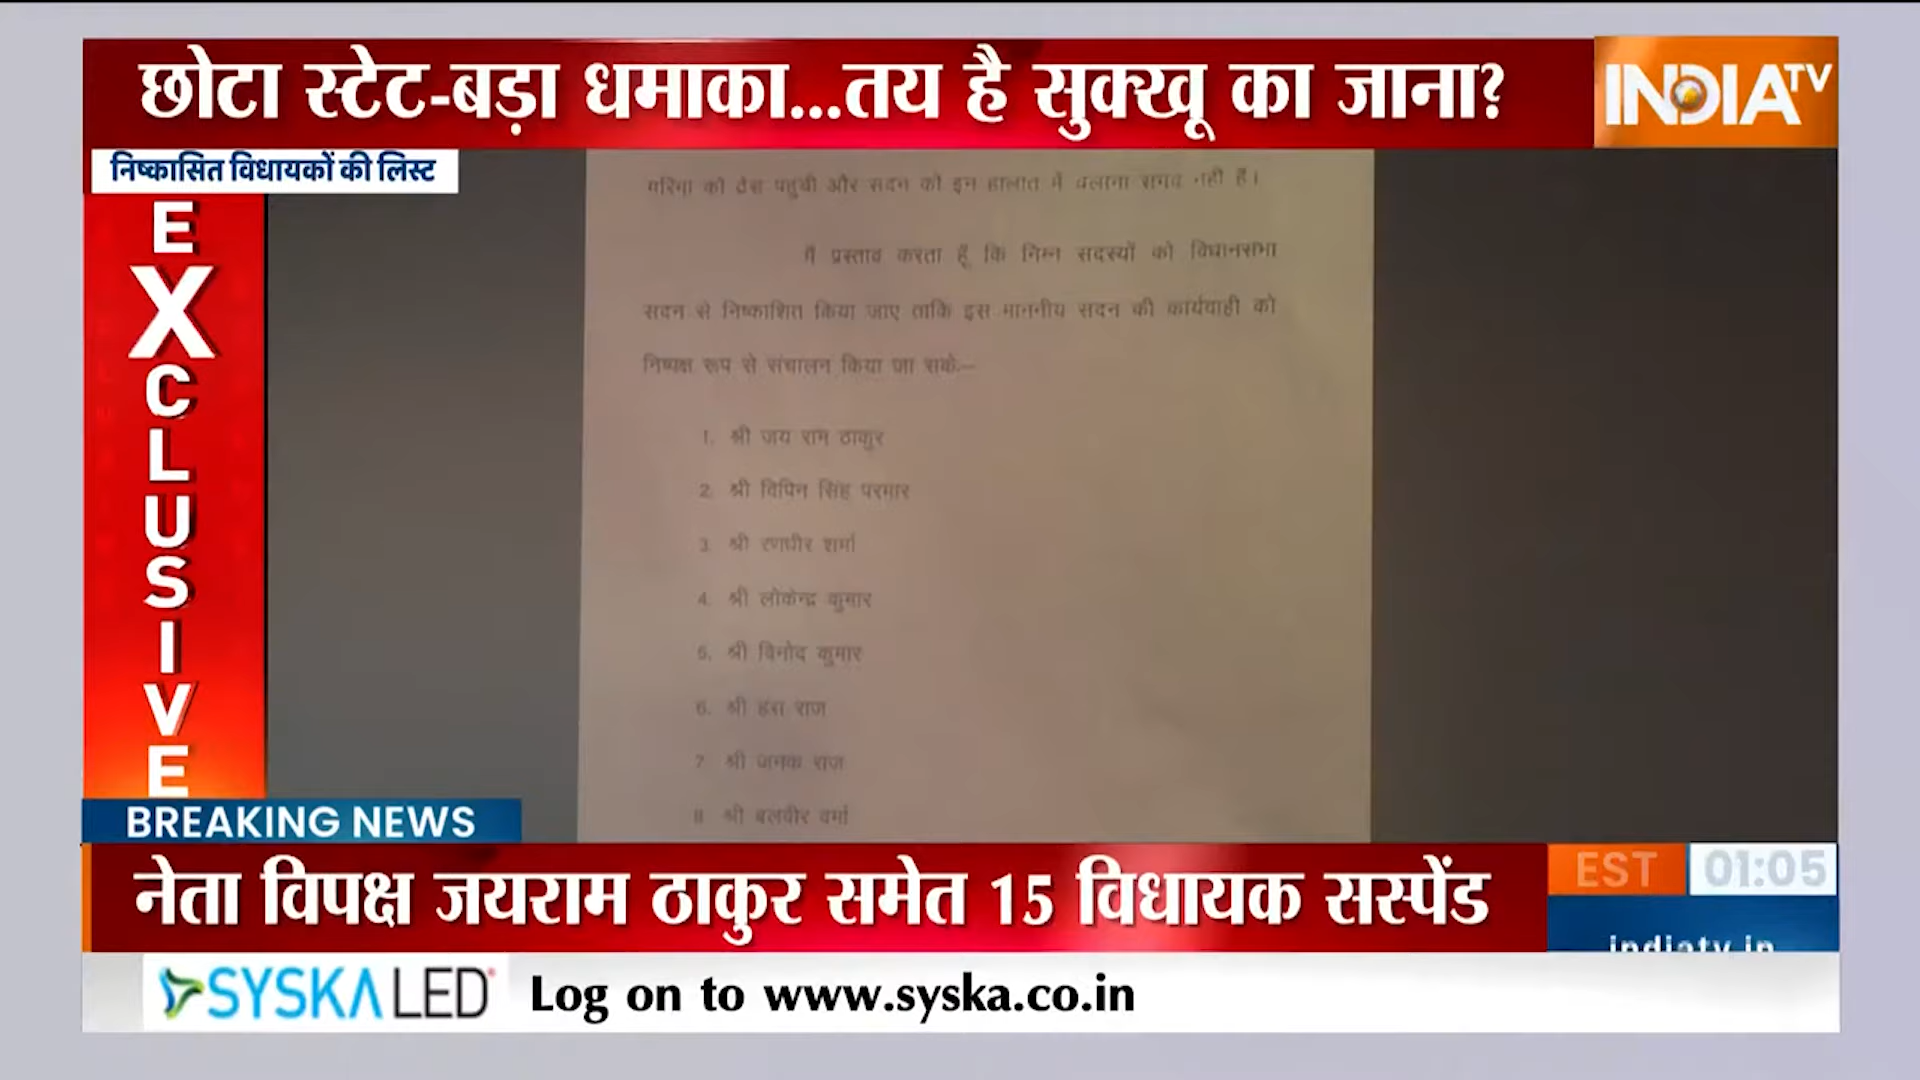 छोटा स्टेट-बड़ा धमाका...तय है सुक्खू का जाना?
INDIA TV
निष्कासित विधायकों की लिस्ट
EXCLUSIVE
गरिमा को ठेस पहुंची और सदन को इन हालात में चलाना संभव नहीं है।
मैं प्रस्ताव करता हूँ कि निम्न सदस्यों को विधानसभा
सदन से निष्काशित किया जाए ताकि इस माननीय सदन की कार्यवाही को
निष्पक्ष रूप से संचालन किया जा सके:-
1. श्री जय राम ठाकुर
2. श्री विपिन सिंह परमार
3. श्री रणधीर शर्मा
4. श्री लोकेन्द्र कुमार
5. श्री विनोद कुमार
6. श्री हंस राज
7. श्री जनक राज
8. श्री बलवीर वर्मा
BREAKING NEWS
नेता विपक्ष जयराम ठाकुर समेत 15 विधायक सस्पेंड
EST 01:05
indiatv.in
SYSKA LED Log on to www.syska.co.in